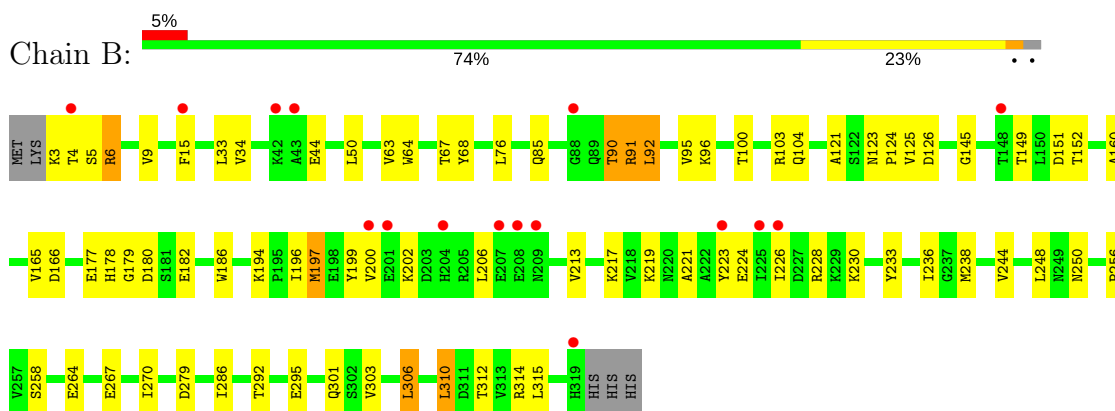 5%
Chain B:
74% 23% • •
MET LYS K3 T4 S5 R6 V9 F15 L33 V34 K42 A43 E44 L50 V63 W64 T67 Y68 L76 Q85 G88 Q89 T90 R91 L92 V95 K96 T100 R103 Q104 A121 S122 N123 P124 V125 D126 G145 T148 T149 L150 D151 T152 A160
V165 D166 E177 H178 G179 D180 S181 E182 W186 K194 P195 I196 M197 E198 Y199 V200 E201 K202 D203 H204 R205 L206 E207 E208 N209 V213 K217 V218 K219 N220 A221 A222 Y223 E224 I225 I226 D227 R228 K229 K230 Y233 I236 G237 M238 V244 L248 N249 N250
V257 S258 E264 E267 I270 D279 I286 T292 E295 Q301 S302 V303 L306 L310 D311 T312 V313 R314 L315 H319 HIS HIS HIS